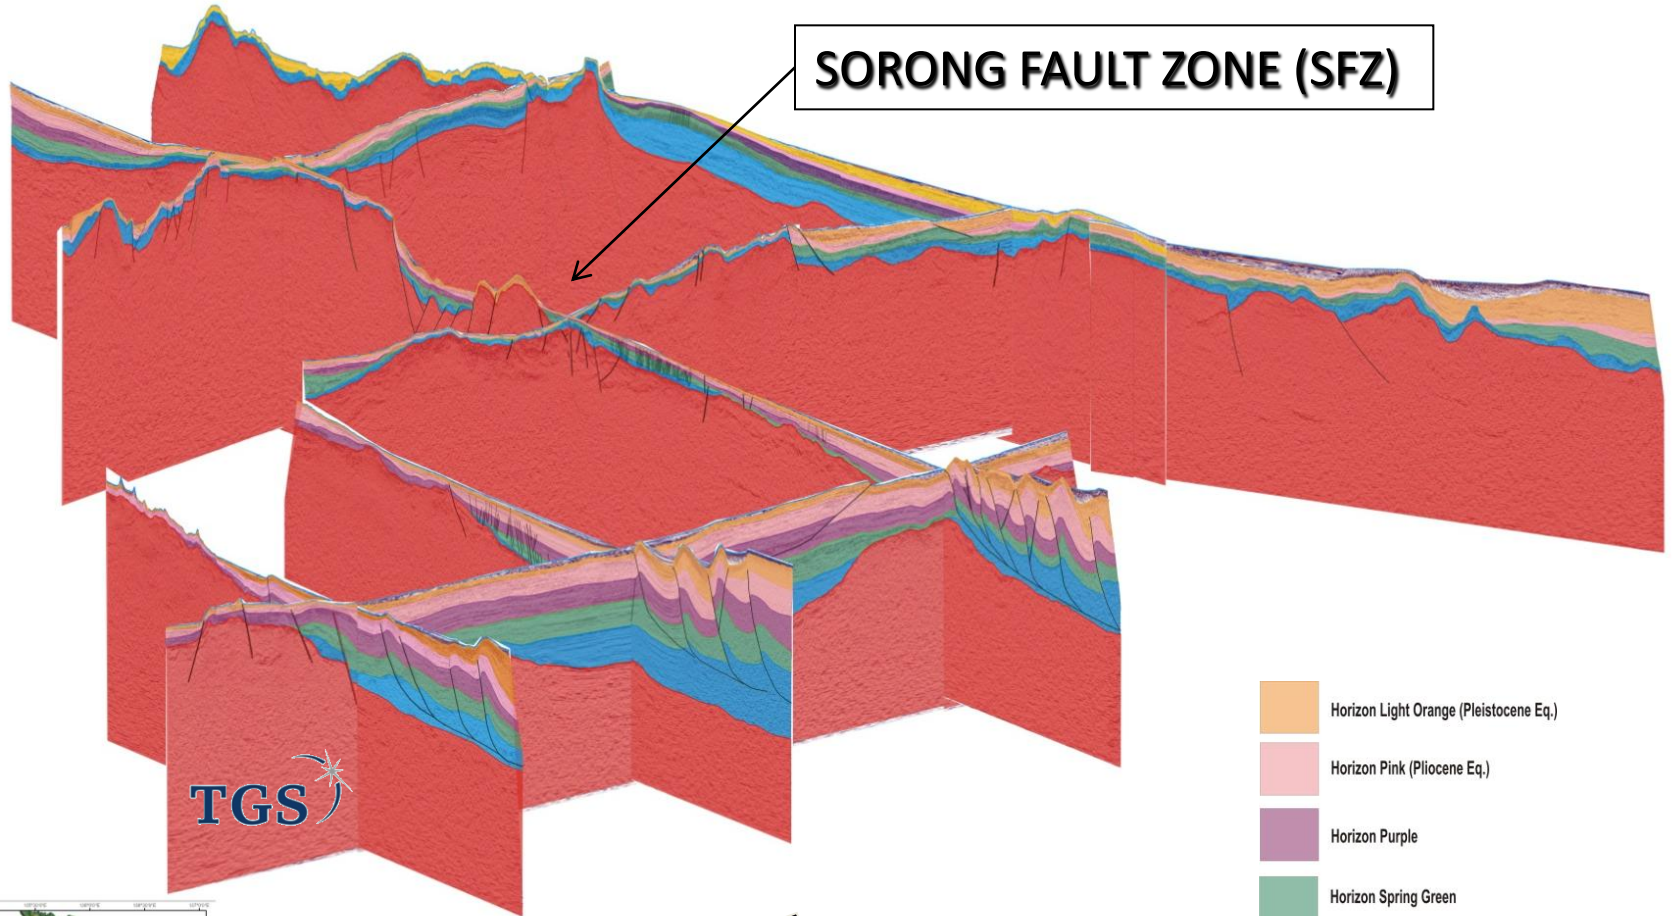 SORONG FAULT ZONE (SFZ)
TGS
Horizon Light Orange (Pleistocene Eq.)
Horizon Pink (Pliocene Eq.)
Horizon Purple
Horizon Spring Green